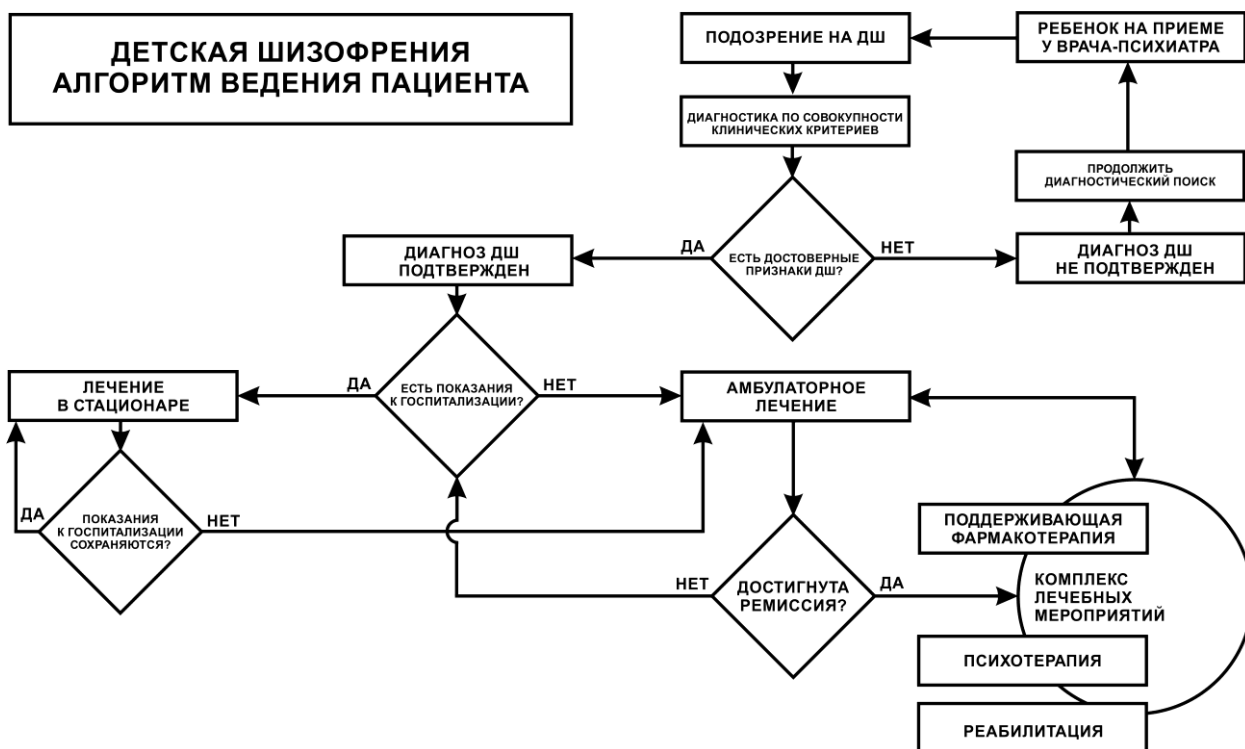 ДЕТСКАЯ ШИЗОФРЕНИЯ
АЛГОРИТМ ВЕДЕНИЯ ПАЦИЕНТА
ПОДОЗРЕНИЕ НА ДШ
РЕБЕНОК НА ПРИЕМЕ
У ВРАЧА-ПСИХИАТРА
ДИАГНОСТИКА ПО СОВОКУПНОСТИ
КЛИНИЧЕСКИХ КРИТЕРИЕВ
ПРОДОЛЖИТЬ
ДИАГНОСТИЧЕСКИЙ ПОИСК
ДИАГНОЗ ДШ
ПОДТВЕРЖДЕН
ДА
ЕСТЬ ДОСТОВЕРНЫЕ
ПРИЗНАКИ ДШ?
НЕТ
ДИАГНОЗ ДШ
НЕ ПОДТВЕРЖДЕН
ЛЕЧЕНИЕ
В СТАЦИОНАРЕ
ДА
ЕСТЬ ПОКАЗАНИЯ
К ГОСПИТАЛИЗАЦИИ?
НЕТ
АМБУЛАТОРНОЕ
ЛЕЧЕНИЕ
ДА
ПОКАЗАНИЯ
К ГОСПИТАЛИЗАЦИИ
СОХРАНЯЮТСЯ?
НЕТ
НЕТ
ДОСТИГНУТА
РЕМИССИЯ?
ДА
ПОДДЕРЖИВАЮЩАЯ
ФАРМАКОТЕРАПИЯ
КОМПЛЕКС
ЛЕЧЕБНЫХ
МЕРОПРИЯТИЙ
ПСИХОТЕРАПИЯ
РЕАБИЛИТАЦИЯ